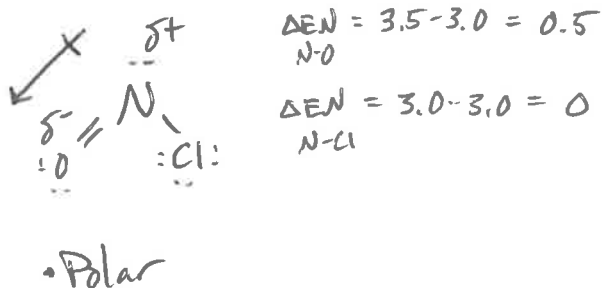 δ+
ΔEN = 3.5-3.0 = 0.5
N-O
N
ΔEN = 3.0-3.0 = 0
N-Cl
δ-
:O
:Cl:
• Polar